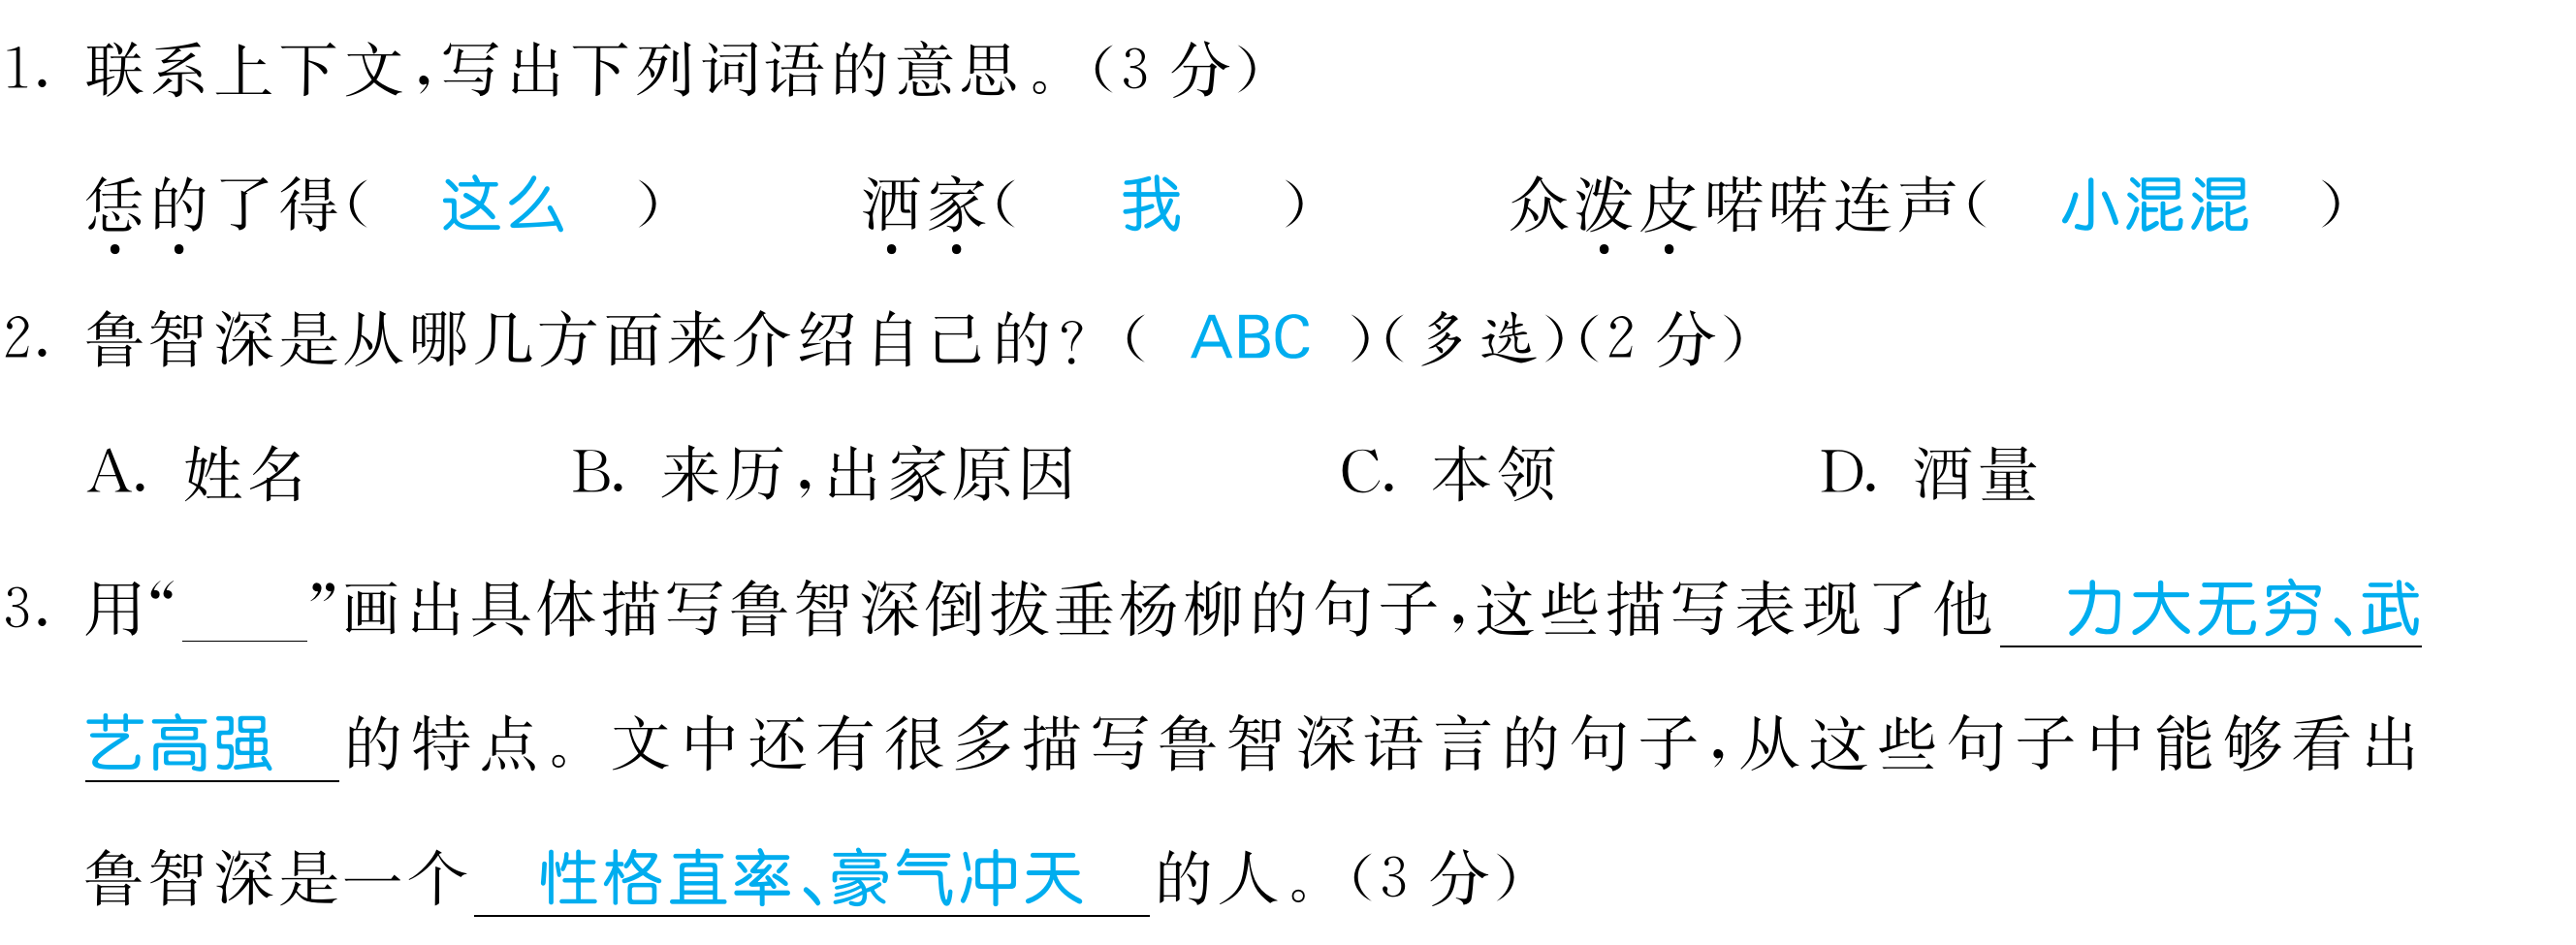 1. 联系上下文,写出下列词语的意思。(3 分)
恁的了得( 这么 ) 洒家( 我 ) 众泼皮喏喏连声( 小混混 )
2. 鲁智深是从哪几方面来介绍自己的?( ABC )(多选)(2 分)
A. 姓名 B. 来历,出家原因 C. 本领 D. 酒量
3. 用“____”画出具体描写鲁智深倒拔垂杨柳的句子,这些描写表现了他 力大无穷、武
艺高强 的特点。文中还有很多描写鲁智深语言的句子,从这些句子中能够看出
鲁智深是一个 性格直率、豪气冲天 的人。(3 分)